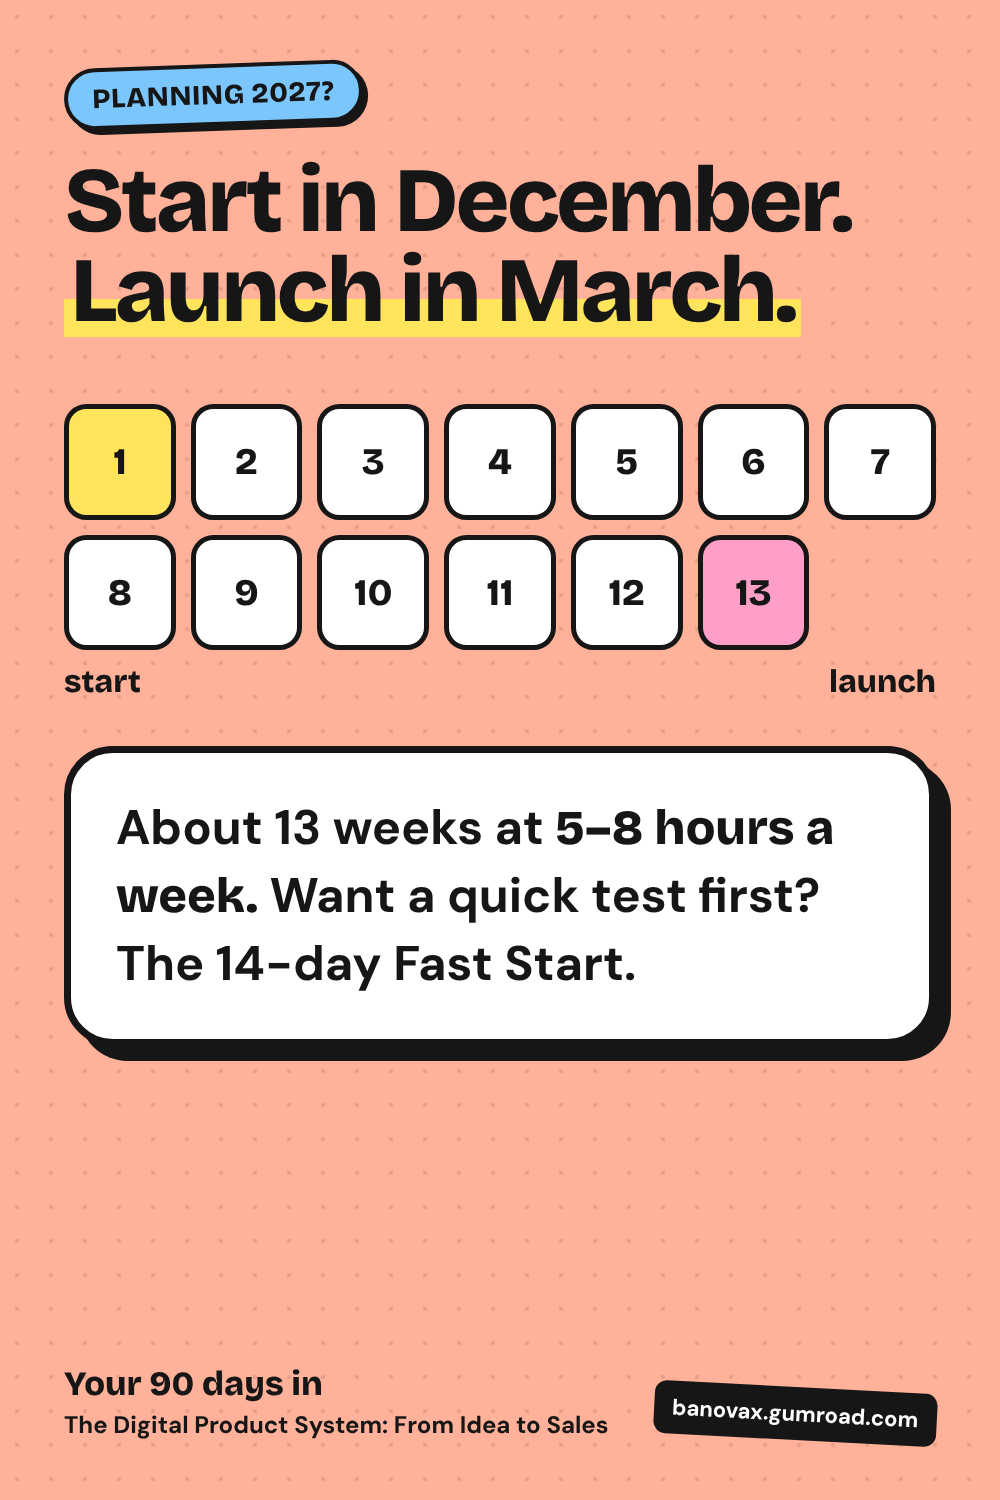 PLANNING 2027?
Start in December.
Launch in March.
1 2 3 4 5 6 7
8 9 10 11 12 13
start launch
About 13 weeks at 5–8 hours a
week. Want a quick test first?
The 14-day Fast Start.
Your 90 days in
The Digital Product System: From Idea to Sales
banovax.gumroad.com